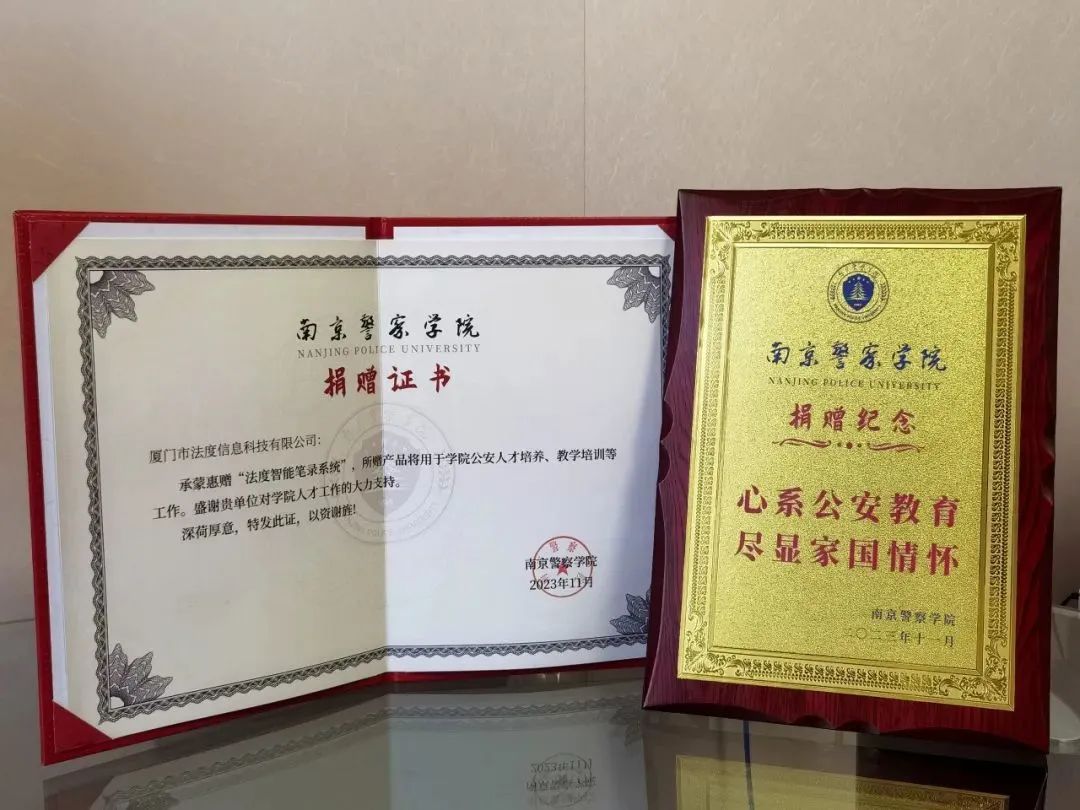 南京警察学院
NANJING POLICE UNIVERSITY
捐赠证书
厦门市法度信息科技有限公司:
承蒙惠赠“法度智能笔录系统”，所赠产品将用于学院公安人才培养、教学培训等
工作。盛谢贵单位对学院人才工作的大力支持。
深荷厚意，特发此证，以资谢旌!
南京警察学院
2023年11月
南京警察学院
NANJING POLICE UNIVERSITY
捐赠纪念
心系公安教育
尽显家国情怀
南京警察学院
二〇二三年十一月